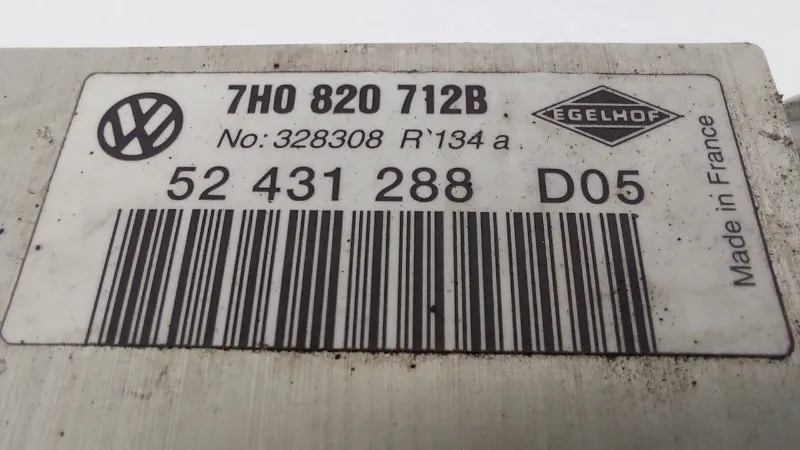 7H0 820 712B
EGELHOF
No: 328308 R`134 a
52 431 288 D05
Made in France